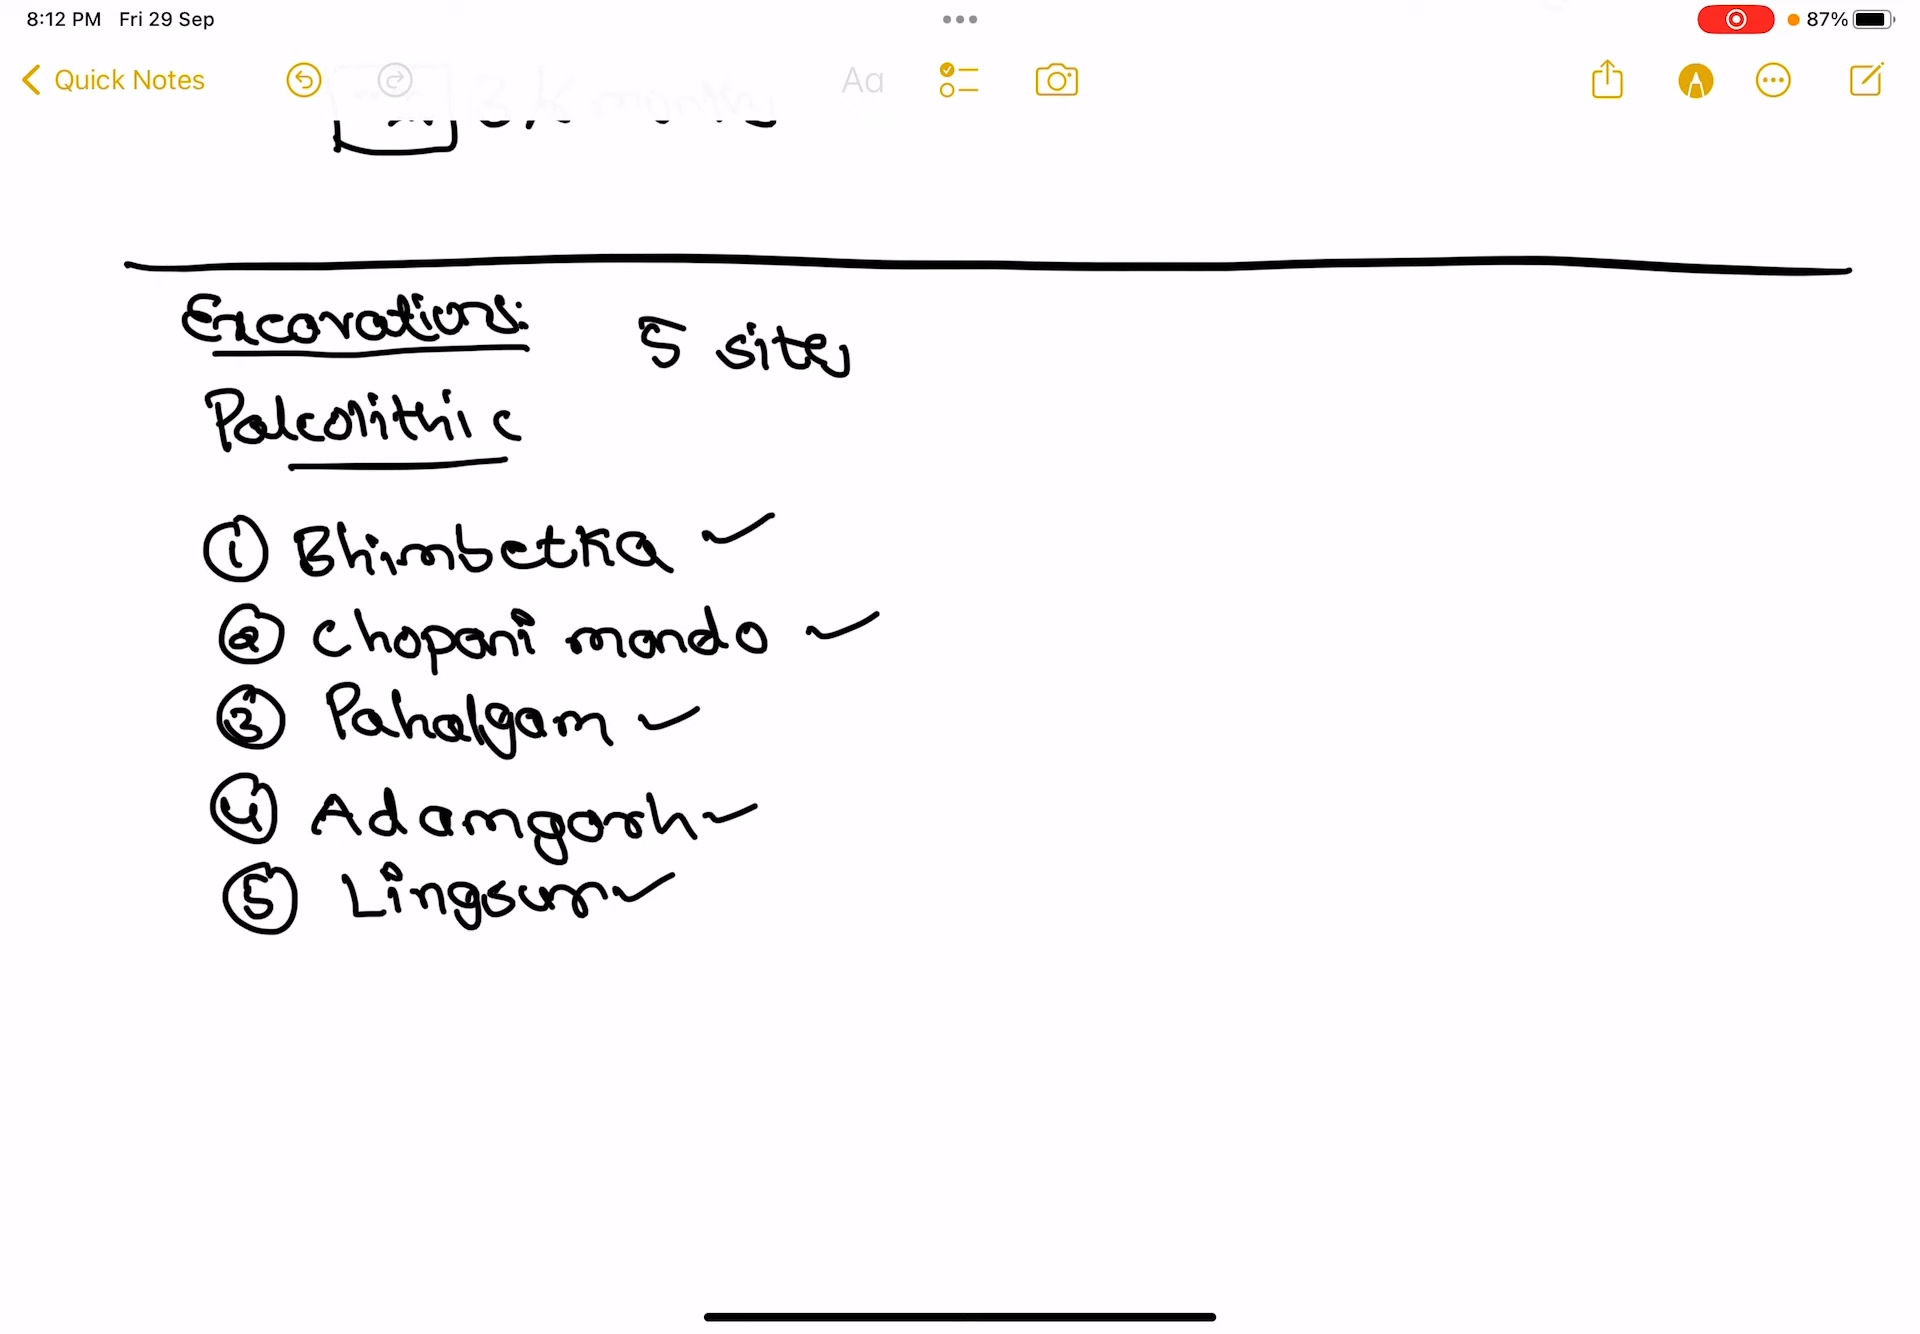 8:12 PM Fri 29 Sep 87%
Quick Notes Aa
Excavations: 5 sites
Paleolithic
① Bhimbetka
② Chopani mando
③ Pahalgam
④ Adamgarh
⑤ Lingsur